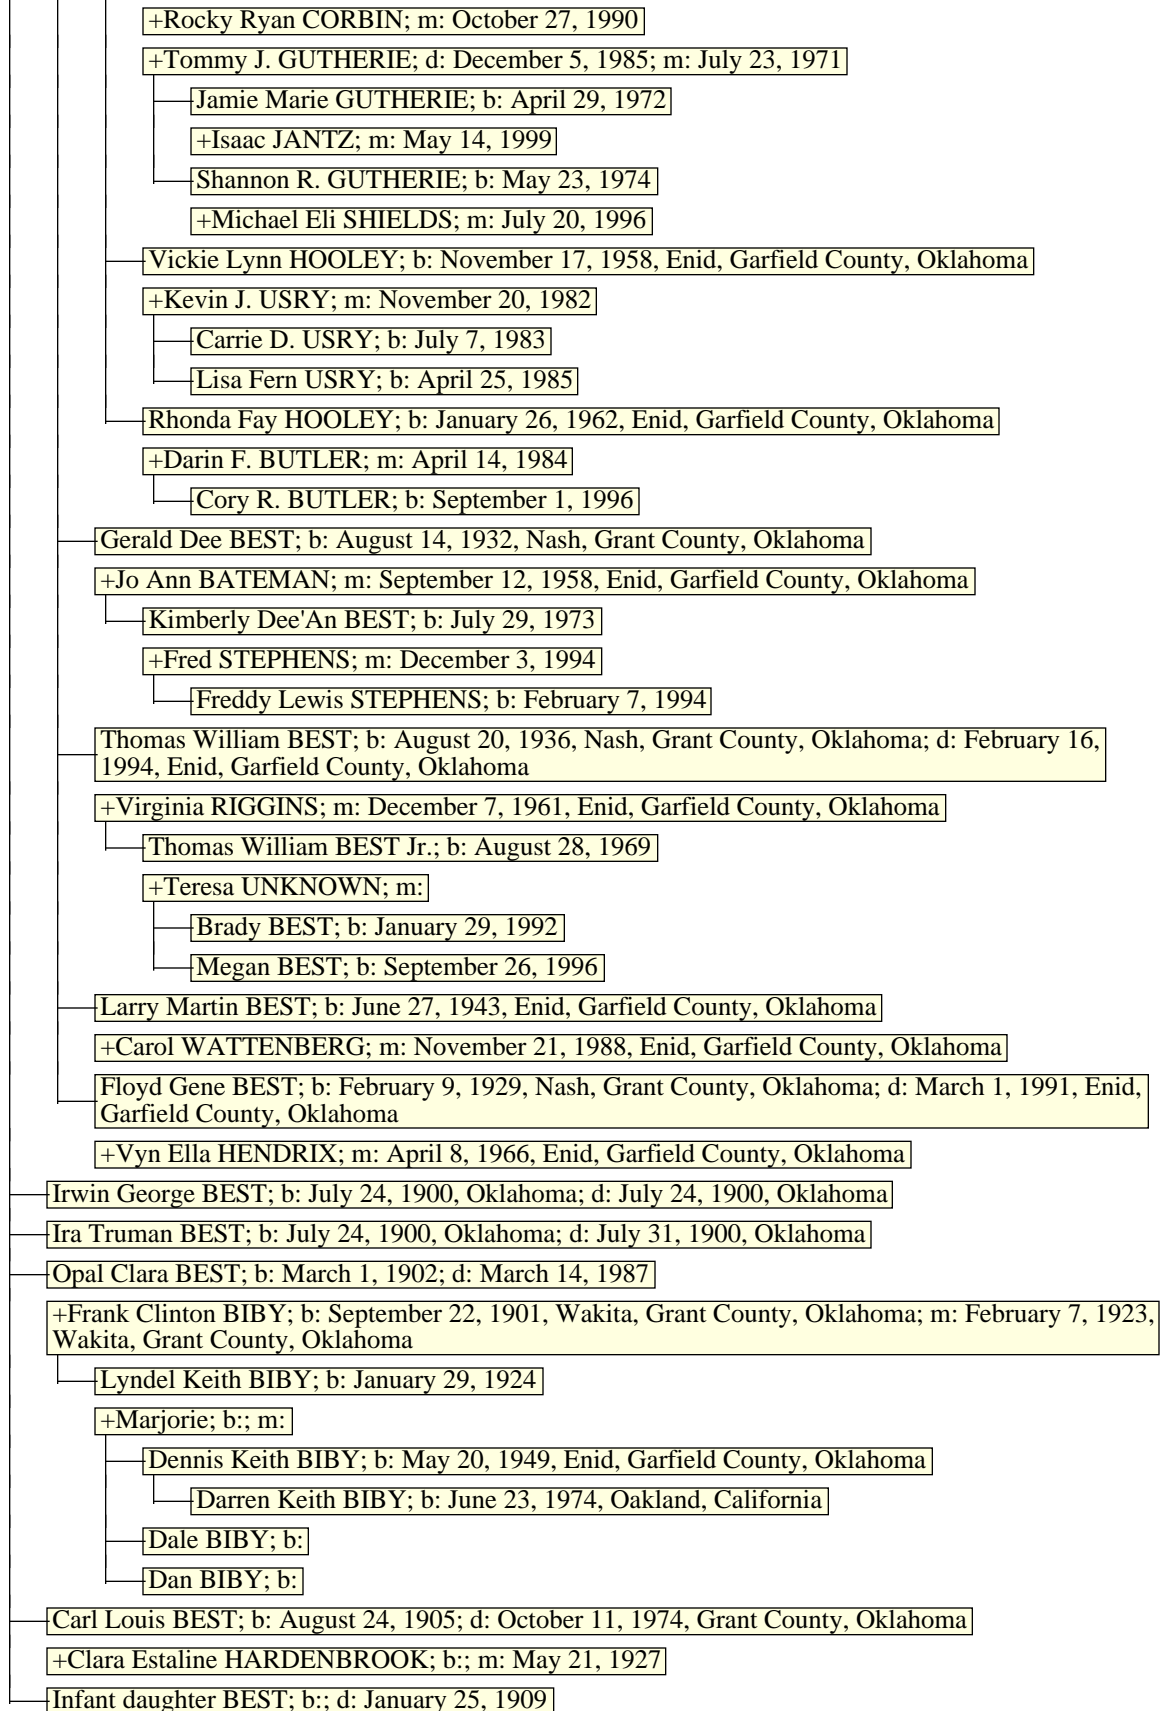 +Rocky Ryan CORBIN; m: October 27, 1990
+Tommy J. GUTHERIE; d: December 5, 1985; m: July 23, 1971
Jamie Marie GUTHERIE; b: April 29, 1972
+Isaac JANTZ; m: May 14, 1999
Shannon R. GUTHERIE; b: May 23, 1974
+Michael Eli SHIELDS; m: July 20, 1996
Vickie Lynn HOOLEY; b: November 17, 1958, Enid, Garfield County, Oklahoma
+Kevin J. USRY; m: November 20, 1982
Carrie D. USRY; b: July 7, 1983
Lisa Fern USRY; b: April 25, 1985
Rhonda Fay HOOLEY; b: January 26, 1962, Enid, Garfield County, Oklahoma
+Darin F. BUTLER; m: April 14, 1984
Cory R. BUTLER; b: September 1, 1996
Gerald Dee BEST; b: August 14, 1932, Nash, Grant County, Oklahoma
+Jo Ann BATEMAN; m: September 12, 1958, Enid, Garfield County, Oklahoma
Kimberly Dee'An BEST; b: July 29, 1973
+Fred STEPHENS; m: December 3, 1994
Freddy Lewis STEPHENS; b: February 7, 1994
Thomas William BEST; b: August 20, 1936, Nash, Grant County, Oklahoma; d: February 16,
1994, Enid, Garfield County, Oklahoma
+Virginia RIGGINS; m: December 7, 1961, Enid, Garfield County, Oklahoma
Thomas William BEST Jr.; b: August 28, 1969
+Teresa UNKNOWN; m:
Brady BEST; b: January 29, 1992
Megan BEST; b: September 26, 1996
Larry Martin BEST; b: June 27, 1943, Enid, Garfield County, Oklahoma
+Carol WATTENBERG; m: November 21, 1988, Enid, Garfield County, Oklahoma
Floyd Gene BEST; b: February 9, 1929, Nash, Grant County, Oklahoma; d: March 1, 1991, Enid,
Garfield County, Oklahoma
+Vyn Ella HENDRIX; m: April 8, 1966, Enid, Garfield County, Oklahoma
Irwin George BEST; b: July 24, 1900, Oklahoma; d: July 24, 1900, Oklahoma
Ira Truman BEST; b: July 24, 1900, Oklahoma; d: July 31, 1900, Oklahoma
Opal Clara BEST; b: March 1, 1902; d: March 14, 1987
+Frank Clinton BIBY; b: September 22, 1901, Wakita, Grant County, Oklahoma; m: February 7, 1923,
Wakita, Grant County, Oklahoma
Lyndel Keith BIBY; b: January 29, 1924
+Marjorie; b:; m:
Dennis Keith BIBY; b: May 20, 1949, Enid, Garfield County, Oklahoma
Darren Keith BIBY; b: June 23, 1974, Oakland, California
Dale BIBY; b:
Dan BIBY; b:
Carl Louis BEST; b: August 24, 1905; d: October 11, 1974, Grant County, Oklahoma
+Clara Estaline HARDENBROOK; b:; m: May 21, 1927
Infant daughter BEST; b:; d: January 25, 1909